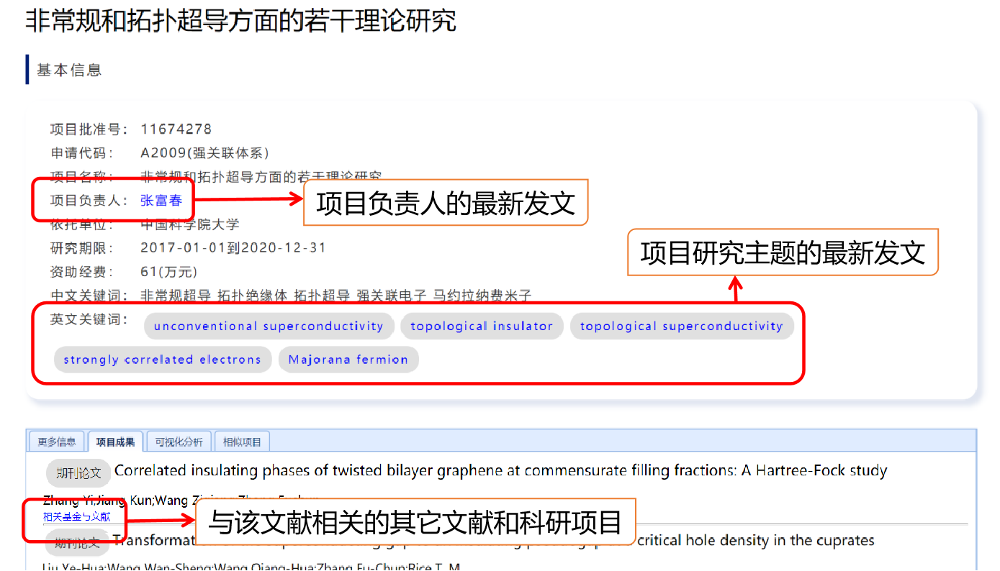 非常规和拓扑超导方面的若干理论研究
基本信息
项目批准号： 11674278
申请代码： A2009(强关联体系)
项目名称： 非常规和拓扑超导方面的若干理论研究
项目负责人： 张富春
项目负责人的最新发文
依托单位： 中国科学院大学
研究期限： 2017-01-01到2020-12-31
项目研究主题的最新发文
资助经费： 61(万元)
中文关键词： 非常规超导 拓扑绝缘体 拓扑超导 强关联电子 马约拉纳费米子
英文关键词： unconventional superconductivity topological insulator topological superconductivity
strongly correlated electrons Majorana fermion
更多信息 项目成果 可视化分析 相似项目
期刊论文 Correlated insulating phases of twisted bilayer graphene at commensurate filling fractions: A Hartree-Fock study
Zhang Yi;Jiang Kun;Wang
相关基金与文献
与该文献相关的其它文献和科研项目
期刊论文 critical hole density in the cuprates
Liu Ye-Hua;Wang Wan-Sheng;Wang Qiang-Hua;Zhang Fu-Chun;Rice T. M.